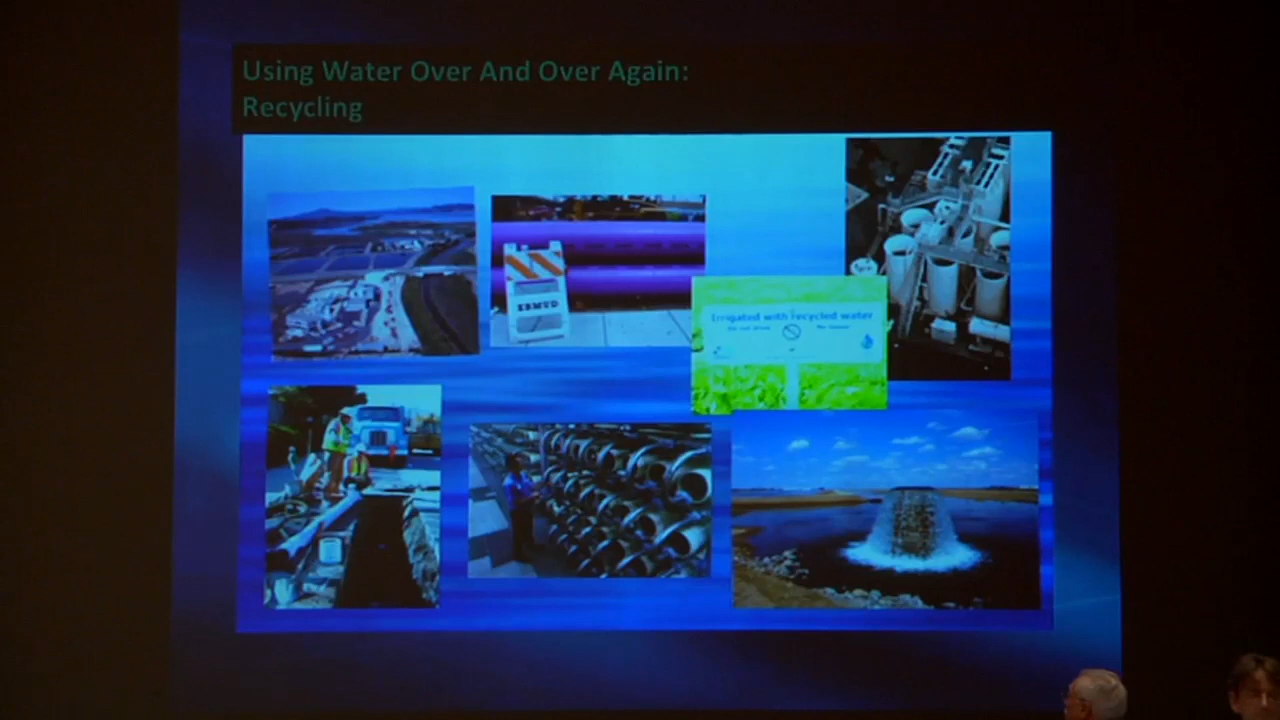 Using Water Over And Over Again:
Recycling
EBMUD
Irrigated with recycled water